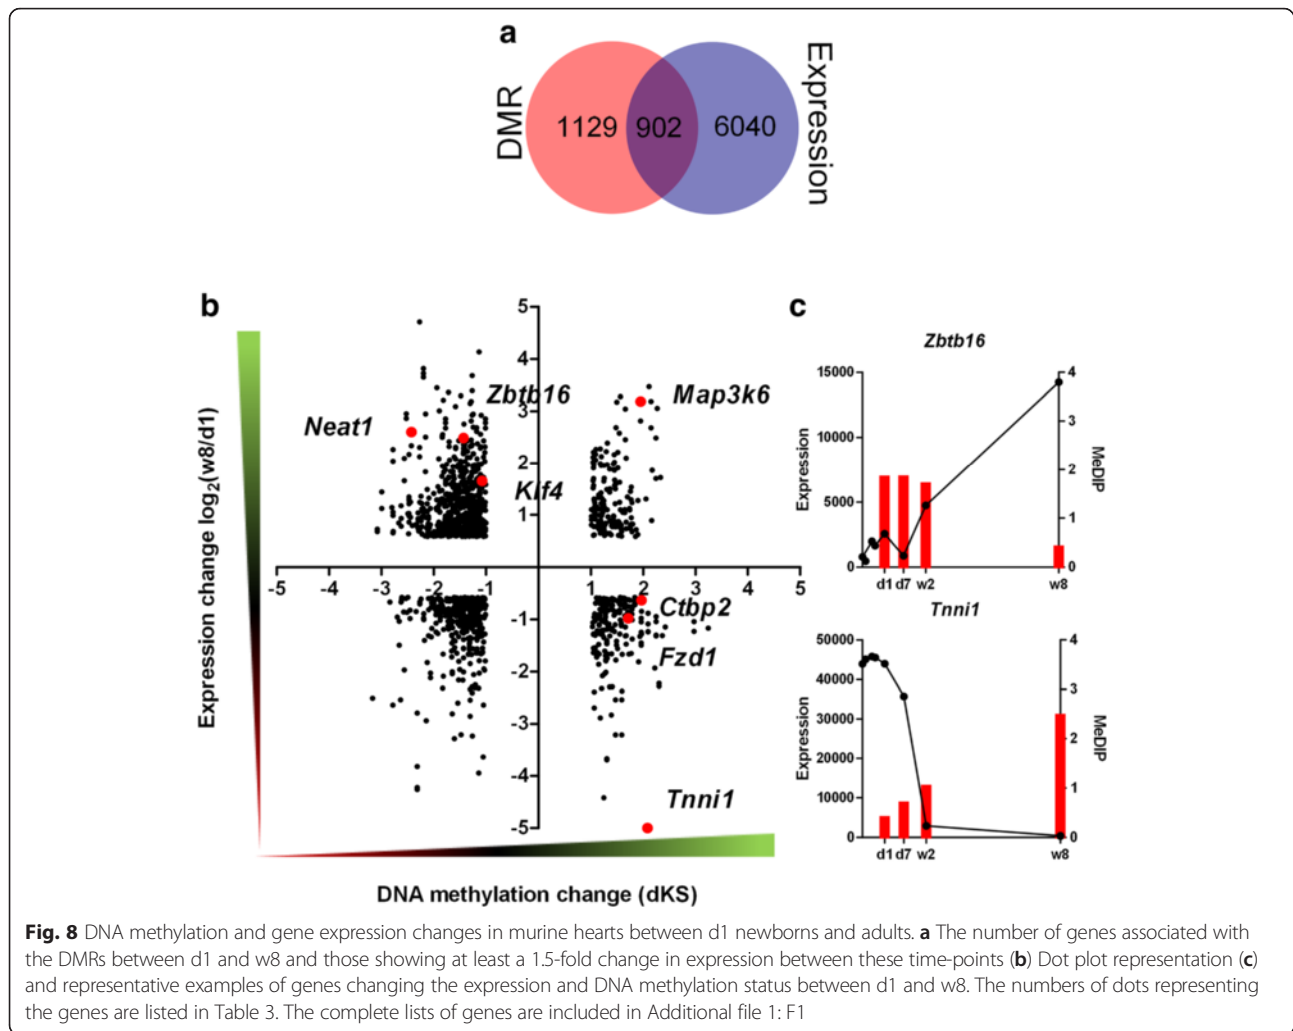 a
DMR
1129
902
6040
Expression
b
Expression change log2(w8/d1)
5
4
3
2
1
-5
-4
-3
-2
-1
1
2
3
4
5
-1
-2
-3
-4
-5
Neat1
Zbtb16
Map3k6
Klf4
Ctbp2
Fzd1
Tnni1
DNA methylation change (dKS)
c
Zbtb16
Expression
15000
10000
5000
0
4
3
2
1
0
MeDIP
d1 d7 w2 w8
Tnni1
Expression
50000
40000
30000
20000
10000
0
4
3
2
1
0
MeDIP
d1 d7 w2 w8
Fig. 8 DNA methylation and gene expression changes in murine hearts between d1 newborns and adults. a The number of genes associated with
the DMRs between d1 and w8 and those showing at least a 1.5-fold change in expression between these time-points (b) Dot plot representation (c)
and representative examples of genes changing the expression and DNA methylation status between d1 and w8. The numbers of dots representing
the genes are listed in Table 3. The complete lists of genes are included in Additional file 1: F1